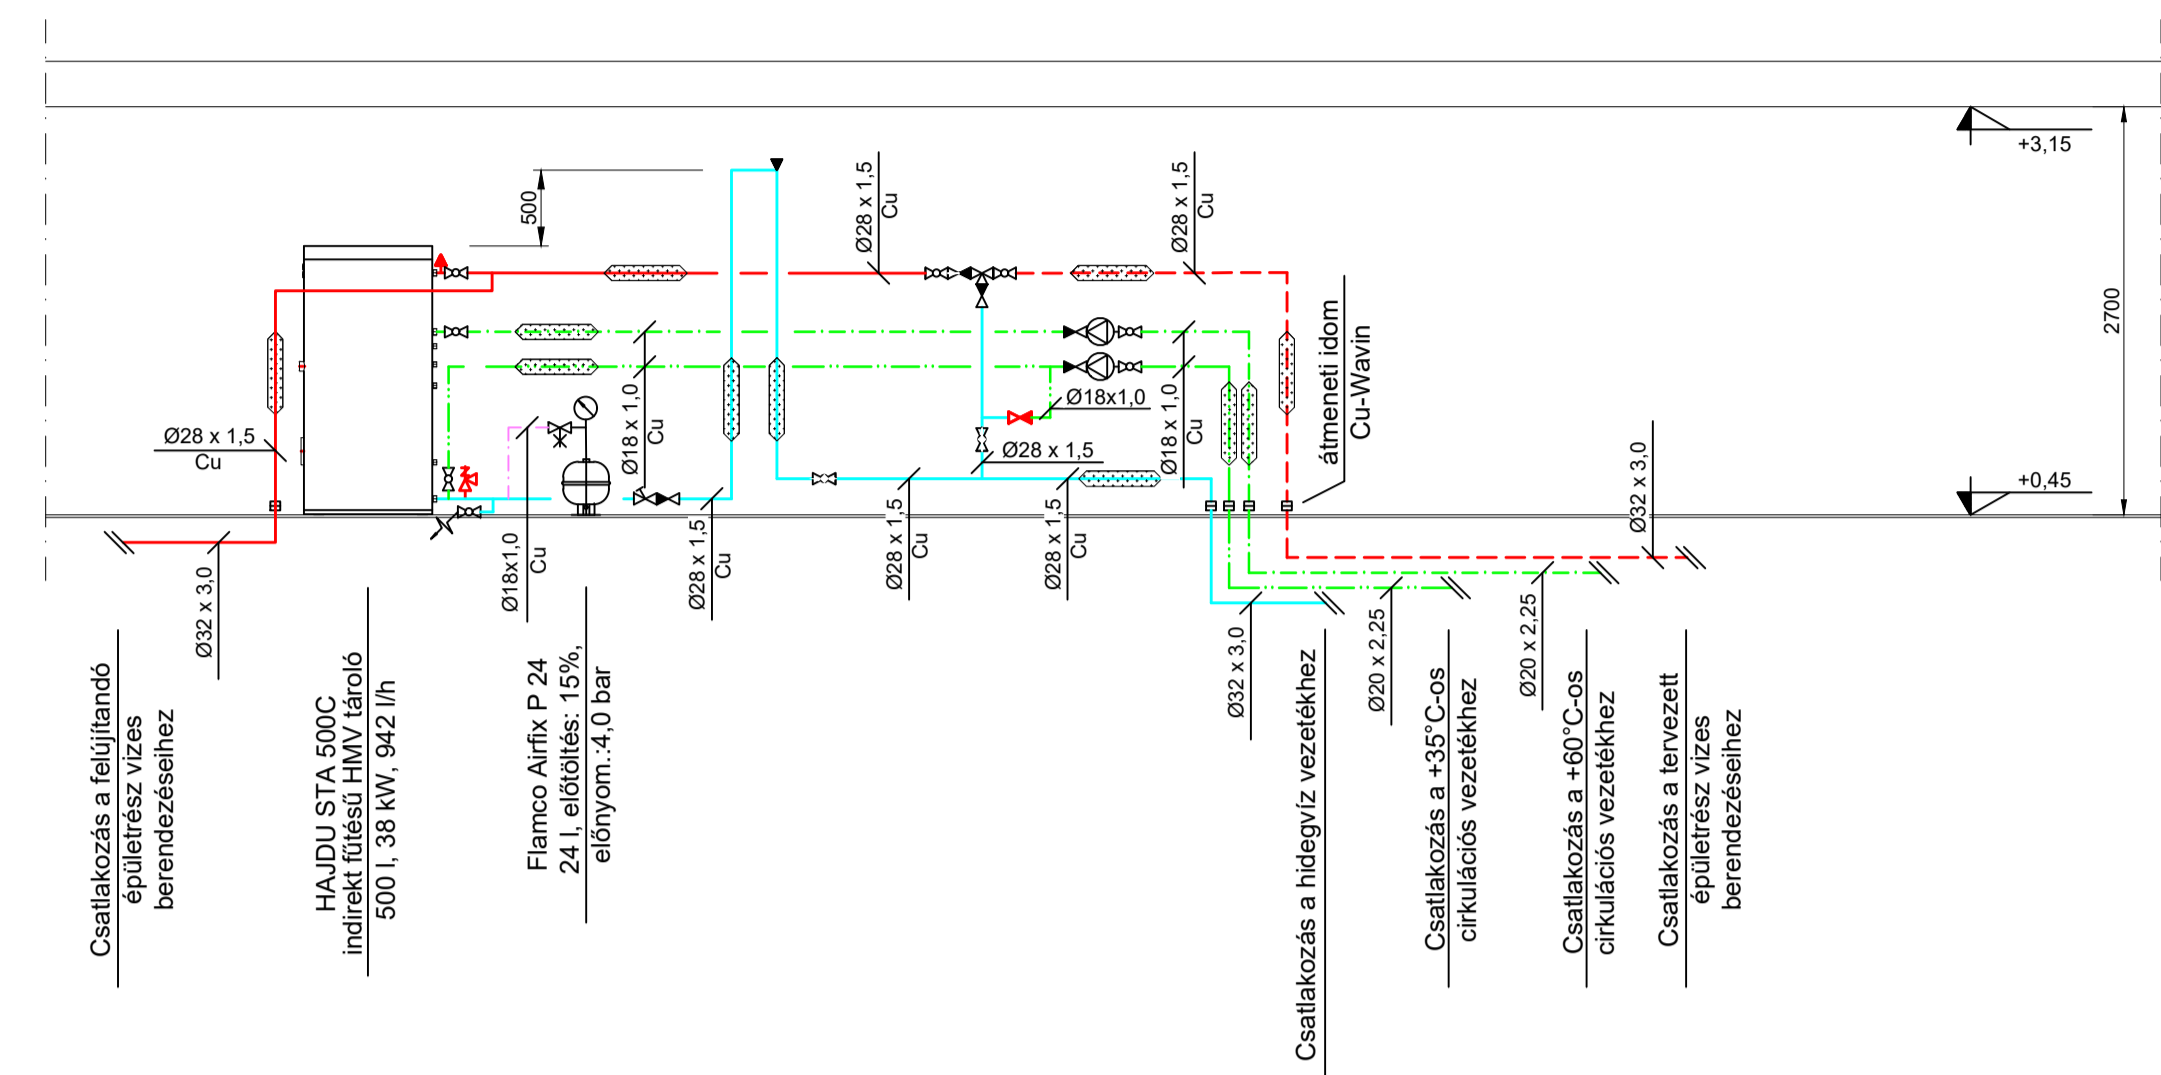 +3,15
2700
+0,45
500
Ø28 x 1,5
Cu
Ø28 x 1,5
Cu
átmeneti idom
Cu-Wavin
Ø28 x 1,5
Cu
Ø18 x 1,0
Cu
Ø18x1,0
Ø28 x 1,5
Ø18 x 1,0
Cu
Ø32 x 3,0
Ø32 x 3,0
Ø18x1,0
Cu
Ø28 x 1,5
Cu
Ø28 x 1,5
Cu
Ø28 x 1,5
Cu
Ø32 x 3,0
Ø20 x 2,25
Ø20 x 2,25
Csatlakozás a felújítandó
épületrész vizes
berendezéseihez
HAJDU STA 500C
indirekt fűtésű HMV tároló
500 l, 38 kW, 942 l/h
Flamco Airfix P 24
24 l, előtöltés: 15%,
előnyom.:4,0 bar
Csatlakozás a hidegvíz vezetékhez
Csatlakozás a +35°C-os
cirkulációs vezetékhez
Csatlakozás a +60°C-os
cirkulációs vezetékhez
Csatlakozás a tervezett
épületrész vizes
berendezéseihez